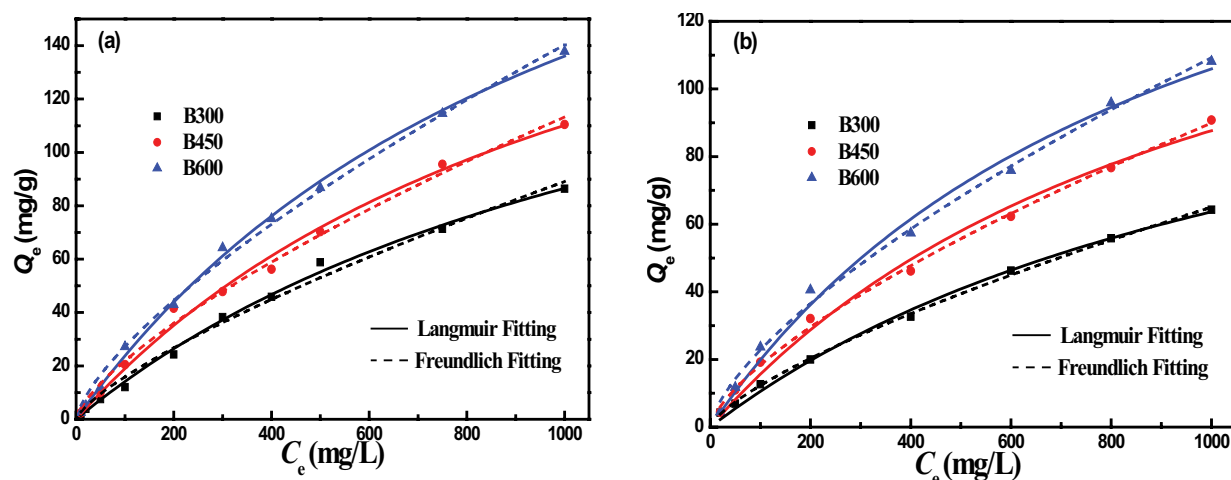 (a)
140
120
100
80
60
40
20
0
Qe (mg/g)
B300
B450
B600
Langmuir Fitting
Freundlich Fitting
0 200 400 600 800 1000
Ce (mg/L)
(b)
120
100
80
60
40
20
0
Qe (mg/g)
B300
B450
B600
Langmuir Fitting
Freundlich Fitting
0 200 400 600 800 1000
Ce (mg/L)